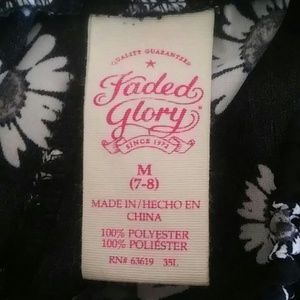 QUALITY GUARANTEED
Faded
Glory
SINCE 1972
M
(7-8)
MADE IN/HECHO EN
CHINA
100% POLYESTER
100% POLIÉSTER
RN# 63619 35L